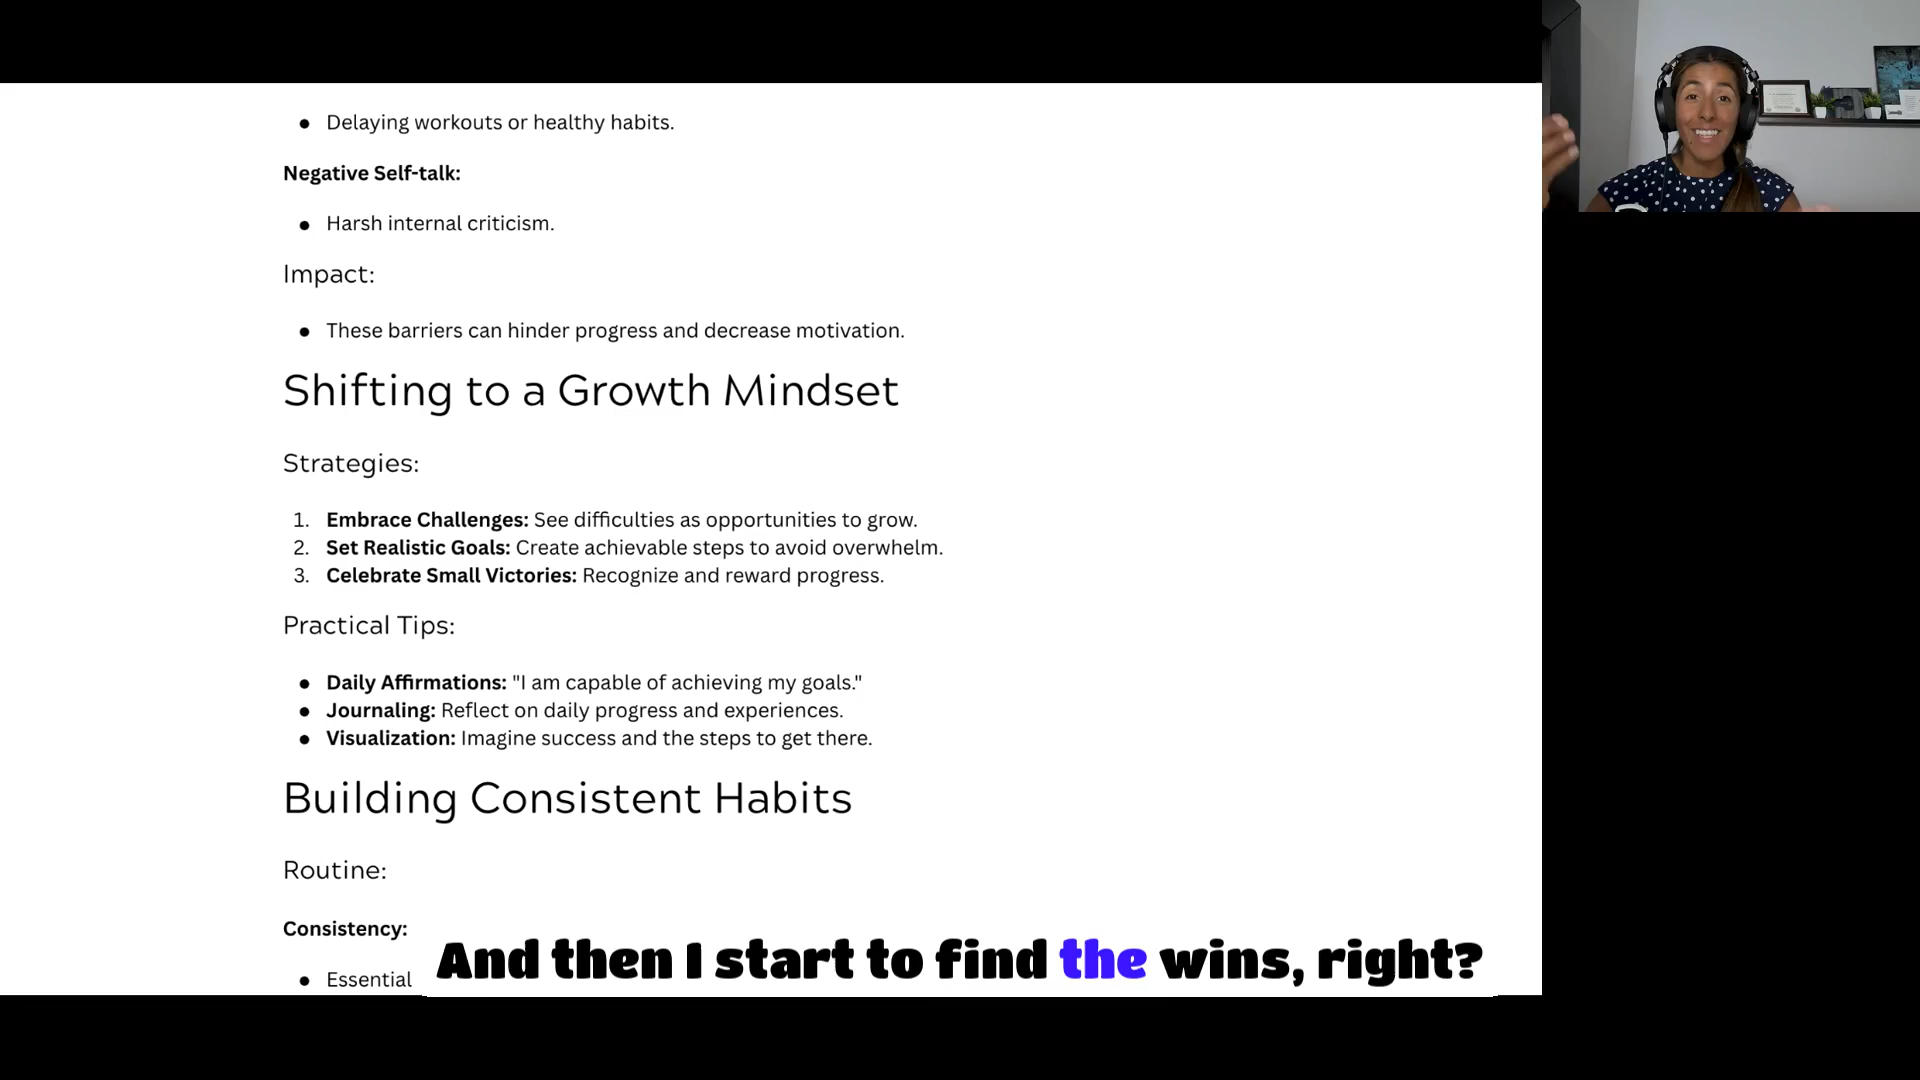 Delaying workouts or healthy habits.
Negative Self-talk:
Harsh internal criticism.
Impact:
These barriers can hinder progress and decrease motivation.
Shifting to a Growth Mindset
Strategies:
1. Embrace Challenges: See difficulties as opportunities to grow.
2. Set Realistic Goals: Create achievable steps to avoid overwhelm.
3. Celebrate Small Victories: Recognize and reward progress.
Practical Tips:
Daily Affirmations: "I am capable of achieving my goals."
Journaling: Reflect on daily progress and experiences.
Visualization: Imagine success and the steps to get there.
Building Consistent Habits
Routine:
Consistency:
Essential
And then I start to find the wins, right?